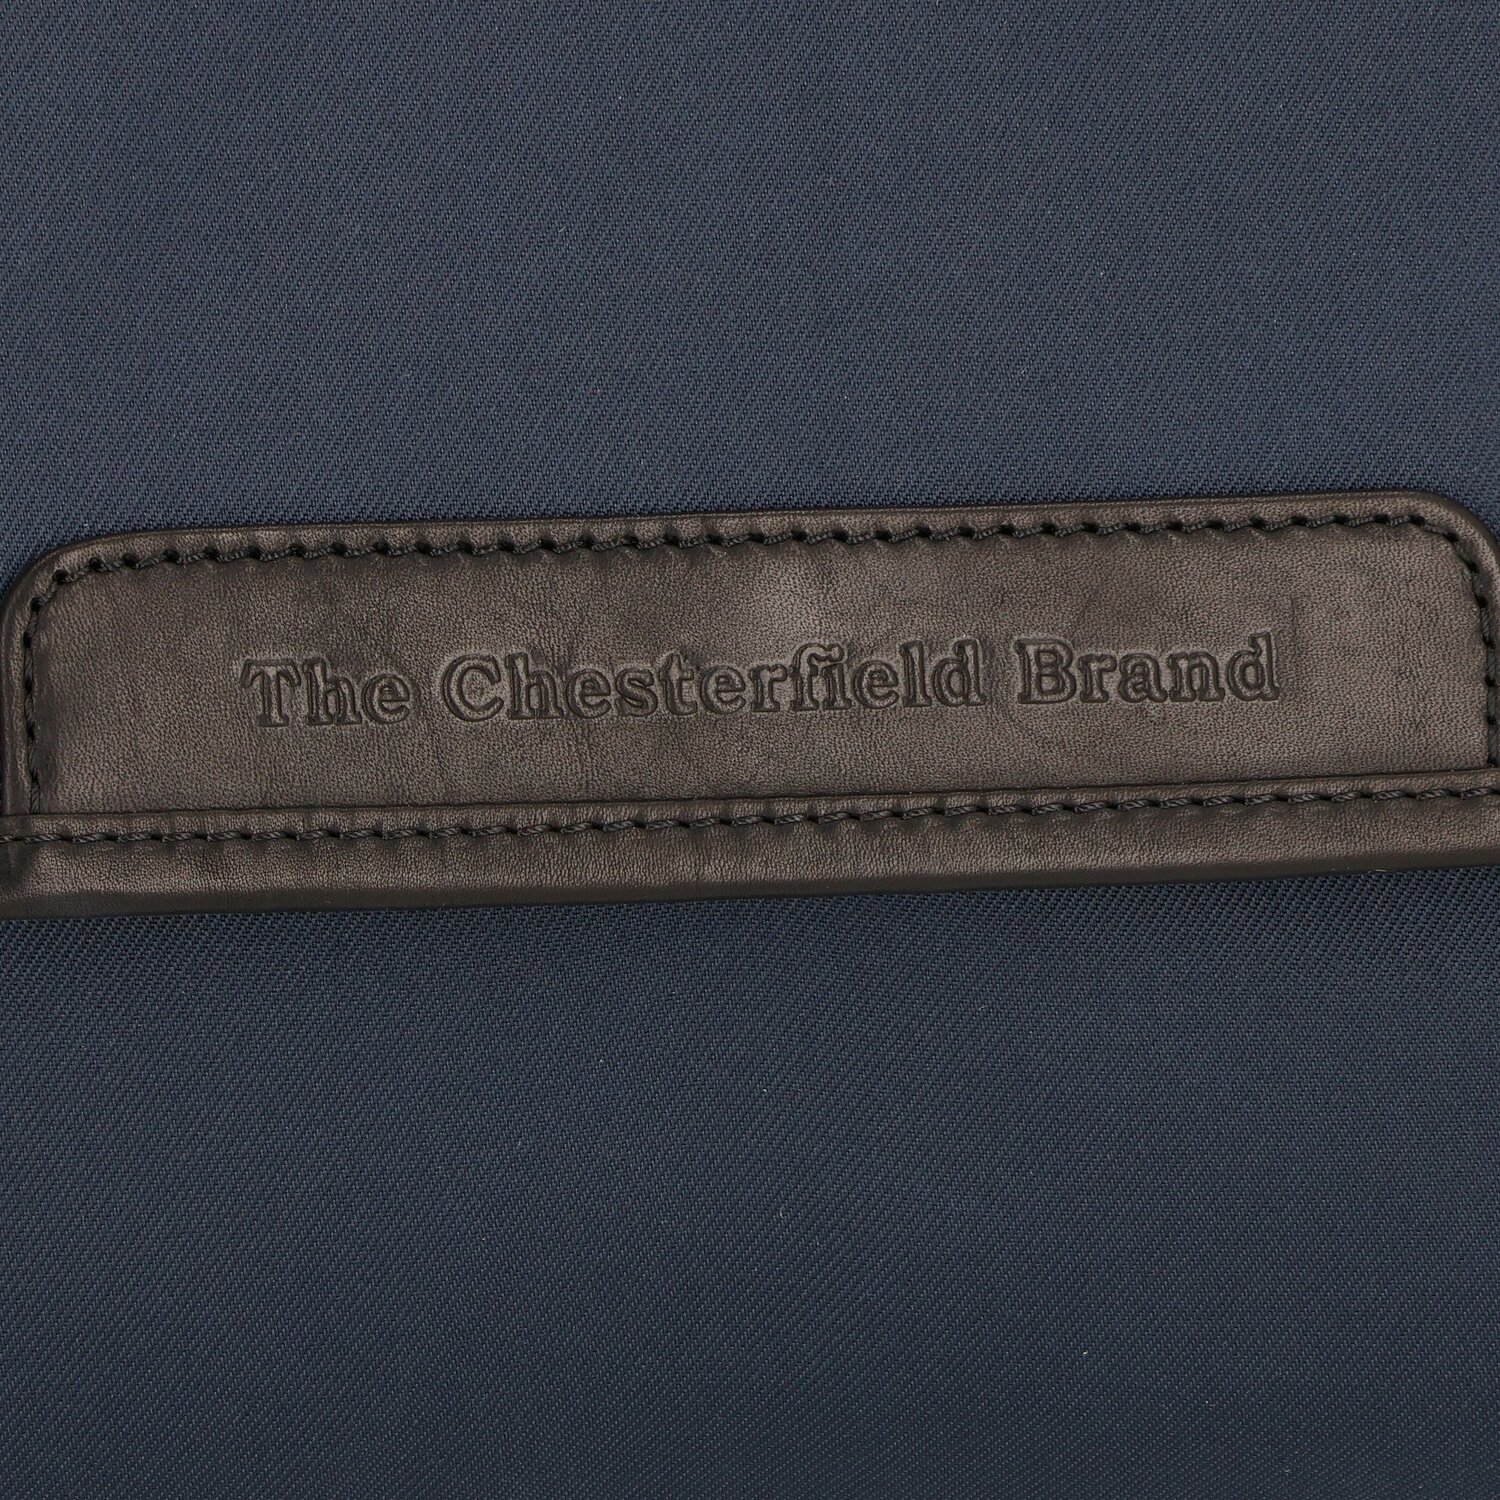 The Chesterfield Brand